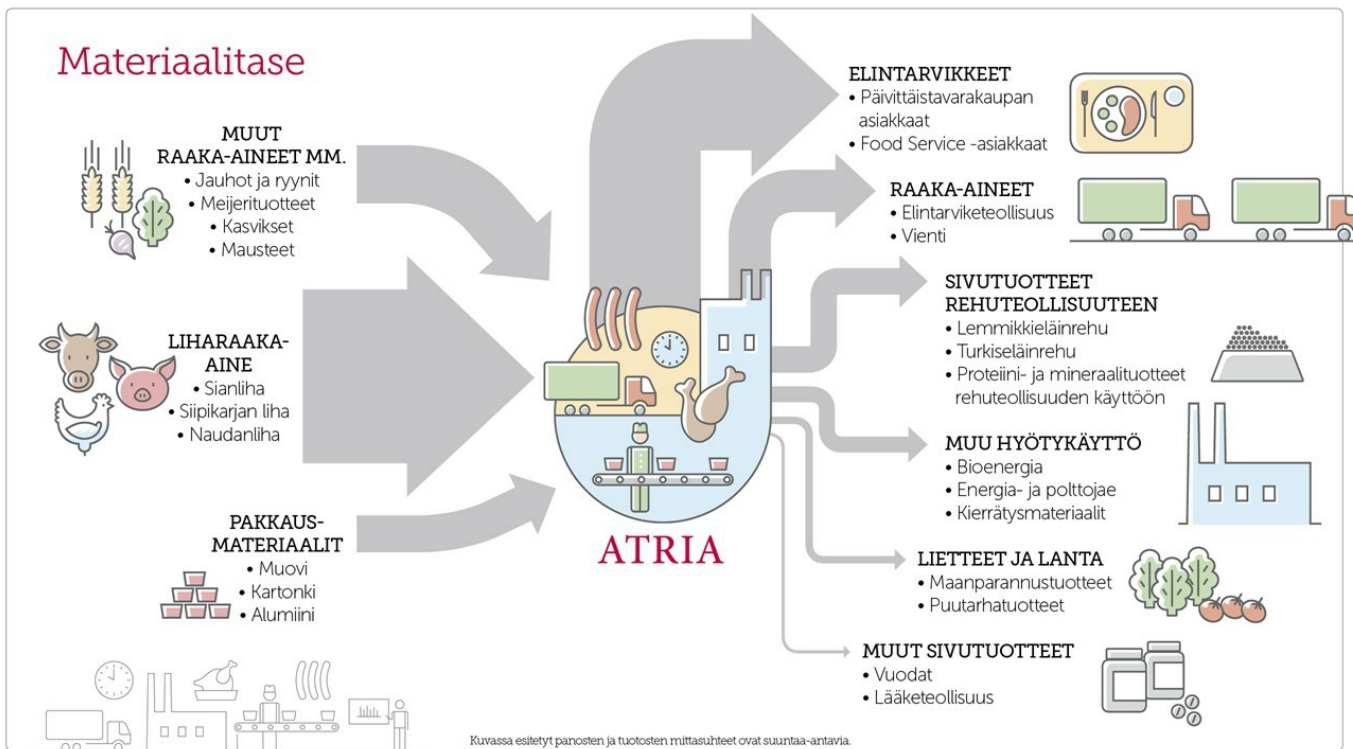 Materiaalitase
MUUT
RAAKA-AINEET MM.
• Jauhot ja ryynit
• Meijerituotteet
• Kasvikset
• Mausteet
LIHARAAKA-
AINE
• Sianliha
• Siipikarjan liha
• Naudanliha
PAKKAUS-
MATERIAALIT
• Muovi
• Kartonki
• Alumiini
ATRIA
ELINTARVIKKEET
• Päivittäistavarakaupan
asiakkaat
• Food Service -asiakkaat
RAAKA-AINEET
• Elintarviketeollisuus
• Vienti
SIVUTUOTTEET
REHUTEOLLISUUTEEN
• Lemmikkieläinrehu
• Turkiseläinrehu
• Proteiini- ja mineraalituotteet
rehuteollisuuden käyttöön
MUU HYÖTYKÄYTTÖ
• Bioenergia
• Energia- ja polttojae
• Kierrätysmateriaalit
LIETTEET JA LANTA
• Maanparannustuotteet
• Puutarhatuotteet
MUUT SIVUTUOTTEET
• Vuodat
• Lääketeollisuus
Kuvassa esitetyt panosten ja tuotosten mittasuhteet ovat suuntaa-antavia.